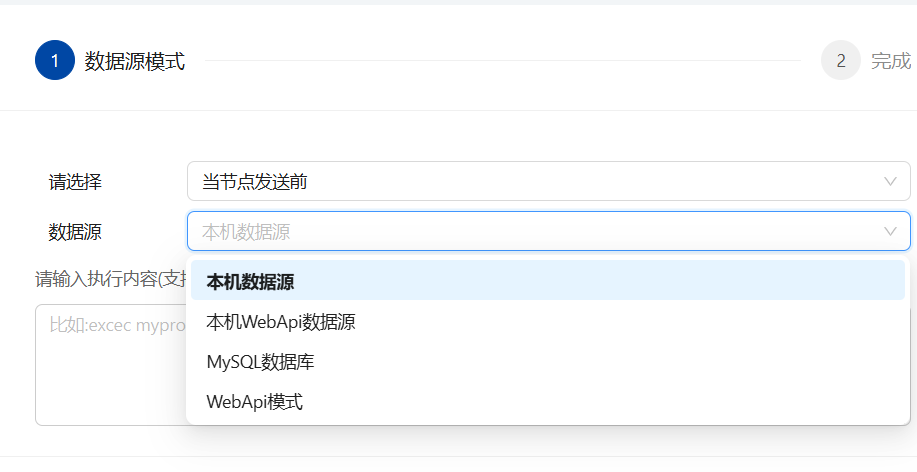 1 数据源模式
2 完成
请选择 当节点发送前
数据源 本机数据源
请输入执行内容(支
本机数据源
本机WebApi数据源
比如:excec mypro
MySQL数据库
WebApi模式